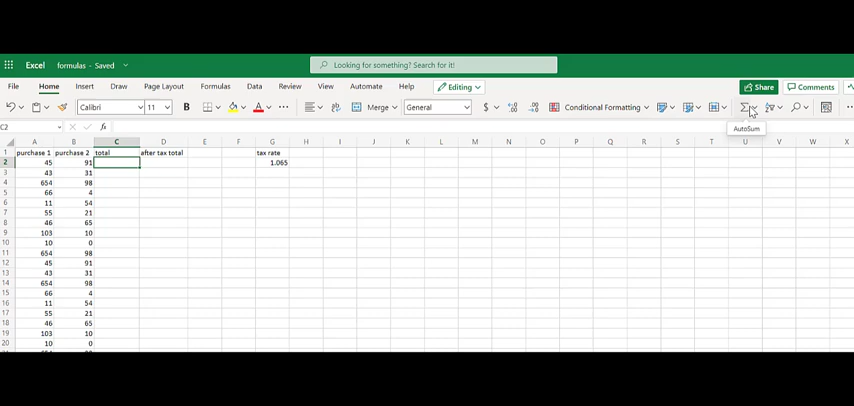 Excel formulas - Saved Looking for something? Search for it!
File Home Insert Draw Page Layout Formulas Data Review View Automate Help Editing Share Comments
Calibri 11 B A ab Merge General $ Conditional Formatting Σ
C2 fx
AutoSum
A B C D E F G H I J K L M N O P Q R S T U V W X
1 purchase 1 purchase 2 total after tax total tax rate
2 45 91 1.065
3 43 31
4 654 98
5 66 4
6 11 54
7 55 21
8 46 65
9 103 10
10 10 0
11 654 98
12 45 91
13 43 31
14 654 98
15 66 4
16 11 54
17 55 21
18 46 65
19 103 10
20 10 0